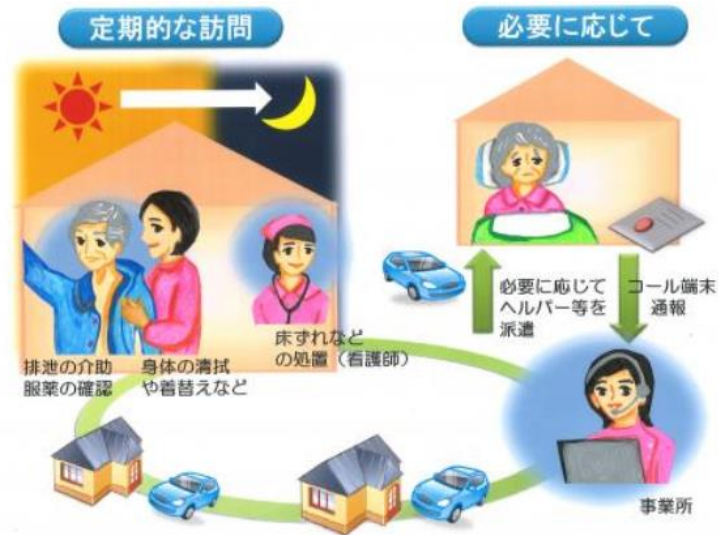 定期的な訪問
必要に応じて
必要に応じて
ヘルパー等を
派遣
コール端末
通報
床ずれなど
の処置（看護師）
排泄の介助
服薬の確認
身体の清拭
や着替えなど
事業所